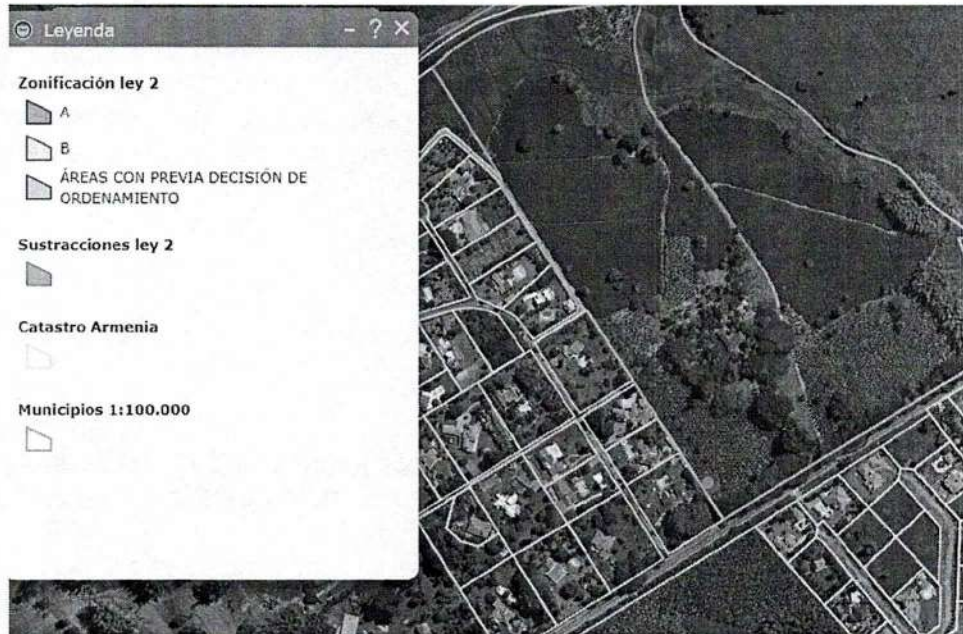 Leyenda – ? ×
Zonificación ley 2
A
B
ÁREAS CON PREVIA DECISIÓN DE
ORDENAMIENTO
Sustracciones ley 2
Catastro Armenia
Municipios 1:100.000